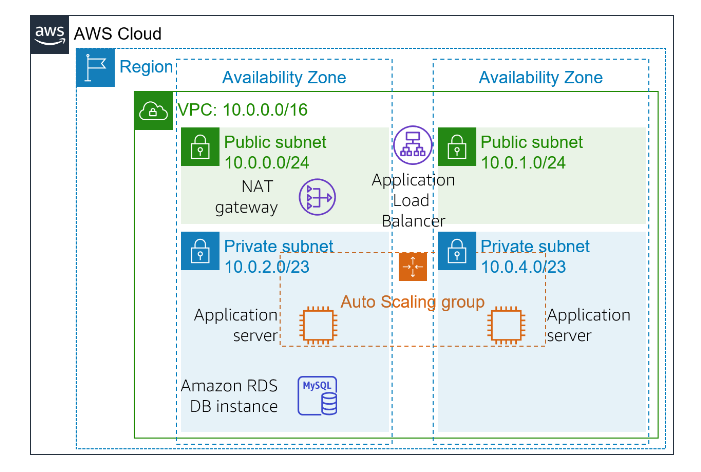 aws
AWS Cloud
Region
Availability Zone
Availability Zone
VPC: 10.0.0.0/16
Public subnet
10.0.0.0/24
Public subnet
10.0.1.0/24
NAT
gateway
Application
Load
Balancer
Private subnet
10.0.2.0/23
Private subnet
10.0.4.0/23
Auto Scaling group
Application
server
Application
server
Amazon RDS
DB instance
MySQL